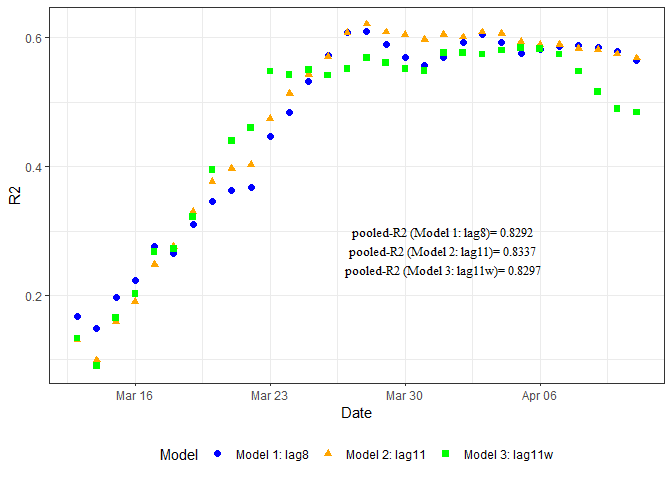 0.6
0.4
0.2
R2
pooled-R2 (Model 1: lag8)= 0.8292
pooled-R2 (Model 2: lag11)= 0.8337
pooled-R2 (Model 3: lag11w)= 0.8297
Mar 16 Mar 23 Mar 30 Apr 06
Date
Model Model 1: lag8 Model 2: lag11 Model 3: lag11w